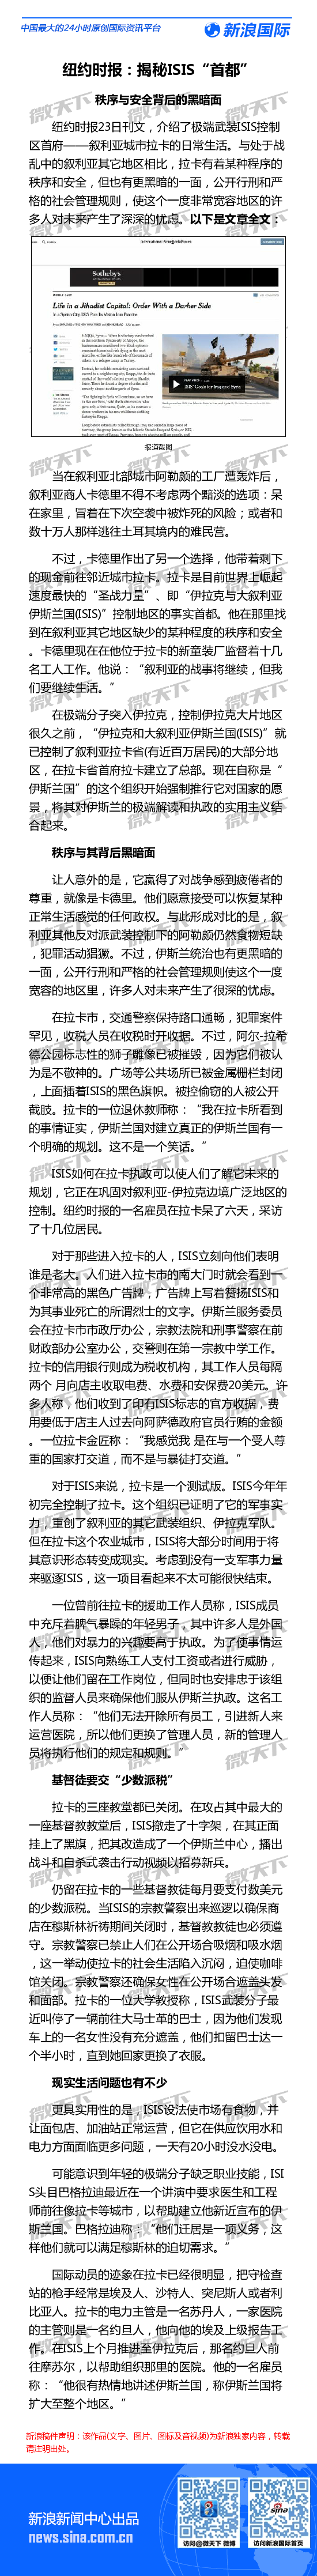 中国最大的24小时原创国际资讯平台
新浪国际
纽约时报：揭秘ISIS“首都”
秩序与安全背后的黑暗面
纽约时报23日刊文，介绍了极端武装ISIS控制
区首府——叙利亚城市拉卡的日常生活。与处于战
乱中的叙利亚其它地区相比，拉卡有着某种程序的
秩序和安全，但也有更黑暗的一面，公开行刑和严
格的社会管理规则，使这个一度非常宽容地区的许
多人对未来产生了深深的忧虑。以下是文章全文：
Sotheby's
Life in a Jihadist Capital: Order With a Darker Side
报道截图
当在叙利亚北部城市阿勒颇的工厂遭轰炸后，
叙利亚商人卡德里不得不考虑两个黯淡的选项：呆
在家里，冒着在下次空袭中被炸死的风险；或者和
数十万人那样逃往土耳其境内的难民营。
不过，卡德里作出了另一个选择，他带着剩下
的现金前往邻近城市拉卡。拉卡是目前世界上崛起
速度最快的“圣战力量”、即“伊拉克与大叙利亚
伊斯兰国(ISIS)”控制地区的事实首都。他在那里找
到在叙利亚其它地区缺少的某种程度的秩序和安全
。卡德里现在在他位于拉卡的新童装厂监督着十几
名工人工作。他说：“叙利亚的战事将继续，但我
们要继续生活。”
在极端分子突入伊拉克，控制伊拉克大片地区
很久之前，“伊拉克和大叙利亚伊斯兰国(ISIS)”就
已控制了叙利亚拉卡省(有近百万居民)的大部分地
区，在拉卡省首府拉卡建立了总部。现在自称是“
伊斯兰国”的这个组织开始强制推行它对国家的愿
景，将其对伊斯兰的极端解读和执政的实用主义结
合起来。
秩序与其背后黑暗面
让人意外的是，它赢得了对战争感到疲倦者的
尊重，就像是卡德里。他们愿意接受可以恢复某种
正常生活感觉的任何政权。与此形成对比的是，叙
利亚其他反对派武装控制下的阿勒颇仍然食物短缺
，犯罪活动猖獗。不过，伊斯兰统治也有更黑暗的
一面，公开行刑和严格的社会管理规则使这个一度
宽容的地区里，许多人对未来产生了很深的忧虑。
在拉卡市，交通警察保持路口通畅，犯罪案件
罕见，收税人员在收税时开收据。不过，阿尔-拉希
德公园标志性的狮子雕像已被摧毁，因为它们被认
为是不敬神的。广场等公共场所已被金属栅栏封闭
，上面插着ISIS的黑色旗帜。被控偷窃的人被公开
截肢。拉卡的一位退休教师称：“我在拉卡所看到
的事情证实，伊斯兰国对建立真正的伊斯兰国有一
个明确的规划。这不是一个笑话。”
ISIS如何在拉卡执政可以使人们了解它未来的
规划，它正在巩固对叙利亚-伊拉克边境广泛地区的
控制。纽约时报的一名雇员在拉卡呆了六天，采访
了十几位居民。
对于那些进入拉卡的人，ISIS立刻向他们表明
谁是老大。人们进入拉卡市的南大门时就会看到一
个非常高的黑色广告牌，广告牌上写着赞扬ISIS和
为其事业死亡的所谓烈士的文字。伊斯兰服务委员
会在拉卡市市政厅办公，宗教法院和刑事警察在前
财政部办公室办公，交警则在第一宗教中学工作。
拉卡的信用银行则成为税收机构，其工作人员每隔
两个 月向店主收取电费、水费和安保费20美元。许
多人称，他们收到了印有ISIS标志的官方收据，费
用要低于店主人过去向阿萨德政府官员行贿的金额
。一位拉卡金匠称：“我感觉我 是在与一个受人尊
重的国家打交道，而不是与暴徒打交道。”
对于ISIS来说，拉卡是一个测试版。ISIS今年年
初完全控制了拉卡。这个组织已证明了它的军事实
力，重创了叙利亚的其它武装组织、伊拉克军队。
但在拉卡这个农业城市，ISIS将大部分时间用于将
其意识形态转变成现实。考虑到没有一支军事力量
来驱逐ISIS，这一项目看起来不太可能很快结束。
一位曾前往拉卡的援助工作人员称，ISIS成员
中充斥着脾气暴躁的年轻男子，其中许多人是外国
人，他们对暴力的兴趣要高于执政。为了使事情运
传起来，ISIS向熟练工人支付工资或者进行威胁，
以便让他们留在工作岗位，但同时也安排忠于该组
织的监督人员来确保他们服从伊斯兰执政。这名工
作人员称：“他们无法开除所有员工，引进新人来
运营医院，所以他们更换了管理人员，新的管理人
员将执行他们的规定和规则。”
基督徒要交“少数派税”
拉卡的三座教堂都已关闭。在攻占其中最大的
一座基督教教堂后，ISIS撤走了十字架，在其正面
挂上了黑旗，把其改造成了一个伊斯兰中心，播出
战斗和自杀式袭击行动视频以招募新兵。
仍留在拉卡的一些基督教徒每月要支付数美元
的少数派税。当ISIS的宗教警察出来巡逻以确保商
店在穆斯林祈祷期间关闭时，基督教教徒也必须遵
守。宗教警察已禁止人们在公开场合吸烟和吸水烟
，这一举动使拉卡的社会生活陷入沉闷，迫使咖啡
馆关闭。宗教警察还确保女性在公开场合遮盖头发
和面部。拉卡的一位大学教授称，ISIS武装分子最
近叫停了一辆前往大马士革的巴士，因为他们发现
车上的一名女性没有充分遮盖，他们扣留巴士达一
个半小时，直到她回家更换了衣服。
现实生活问题也有不少
更具实用性的是，ISIS设法使市场有食物，并
让面包店、加油站正常运营，但它在供应饮用水和
电力方面面临更多问题，一天有20小时没水没电。
可能意识到年轻的极端分子缺乏职业技能，ISI
S头目巴格拉迪最近在一个讲演中要求医生和工程
师前往像拉卡等城市，以帮助建立他新近宣布的伊
斯兰国。巴格拉迪称：“他们迁居是一项义务，这
样他们就可以满足穆斯林的迫切需求。”
国际动员的迹象在拉卡已经很明显，把守检查
站的枪手经常是埃及人、沙特人、突尼斯人或者利
比亚人。拉卡的电力主管是一名苏丹人，一家医院
的主管则是一名约旦人，他向他的埃及上级报告工
作。在ISIS上个月推进至伊拉克后，那名约旦人前
往摩苏尔，以帮助组织那里的医院。他的一名雇员
称：“他很有热情地讲述伊斯兰国，称伊斯兰国将
扩大至整个地区。”
新浪稿件声明：该作品(文字、图片、图标及音视频)为新浪独家内容，转载
请注明出处。
新浪新闻中心出品
news.sina.com.cn
访问@微天下 微博
访问新浪国际首页